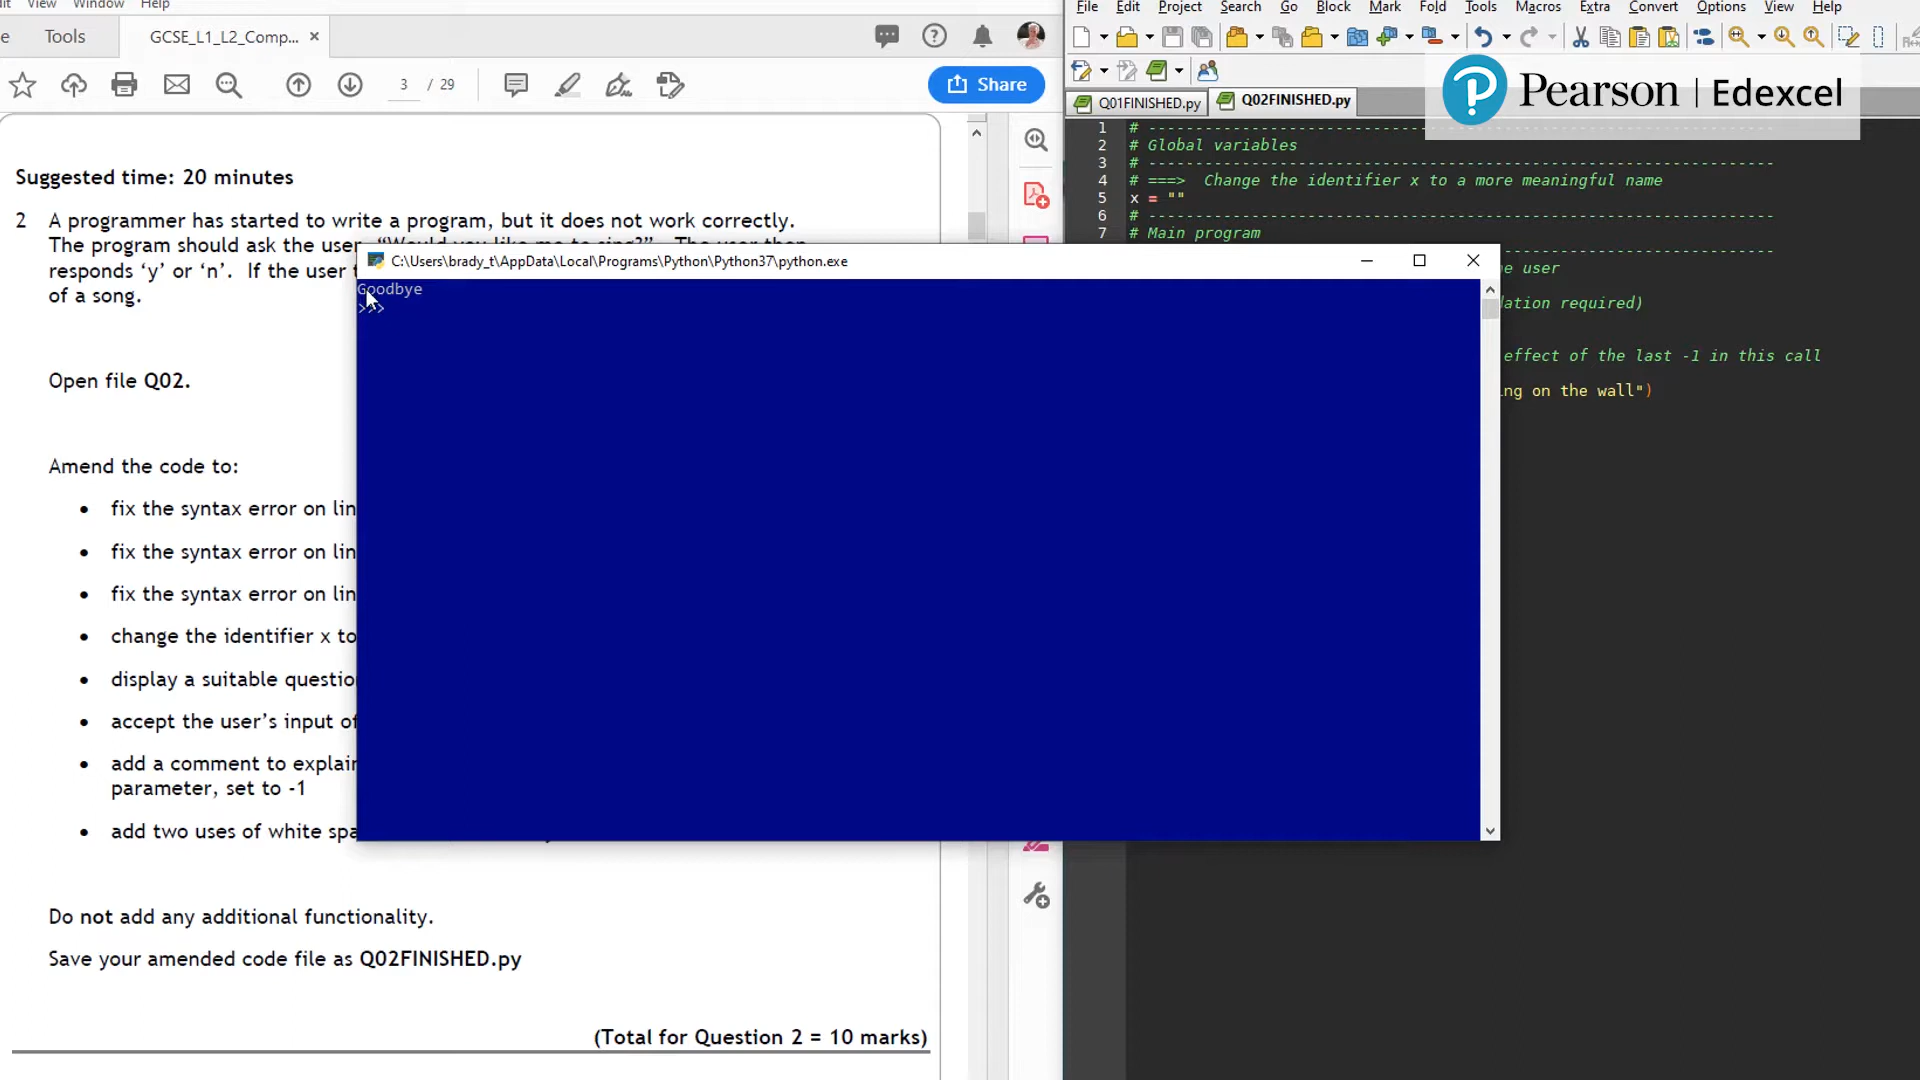 Window Help
View
File Edit Project Search Go Block Mark Fold Tools Macros Extra Convert Options View Help
Tools
GCSE_L1_L2_Comp... ×
3 / 29
Share
Pearson | Edexcel
Q01FINISHED.py
Q02FINISHED.py
Suggested time: 20 minutes
2 A programmer has started to write a program, but it does not work correctly.
The program should ask the user
responds ‘y’ or ‘n’. If the user
of a song.
Open file Q02.
Amend the code to:
• fix the syntax error on
• fix the syntax error on
• fix the syntax error on
• change the identifier x to
• display a suitable
• accept the user’s input
• add a comment to
parameter, set to -1
• add two uses of white
Do not add any additional functionality.
Save your amended code file as Q02FINISHED.py
(Total for Question 2 = 10 marks)
C:\Users\brady_t\AppData\Local\Programs\Python\Python37\python.exe
Goodbye
>>>
1 # -------------------------------------------------------------------
2 # Global variables
3 # -------------------------------------------------------------------
4 # ===> Change the identifier x to a more meaningful name
5 x = ""
6 # -------------------------------------------------------------------
7 # Main program
user
required)
effect of the last -1 in this call
on the wall")